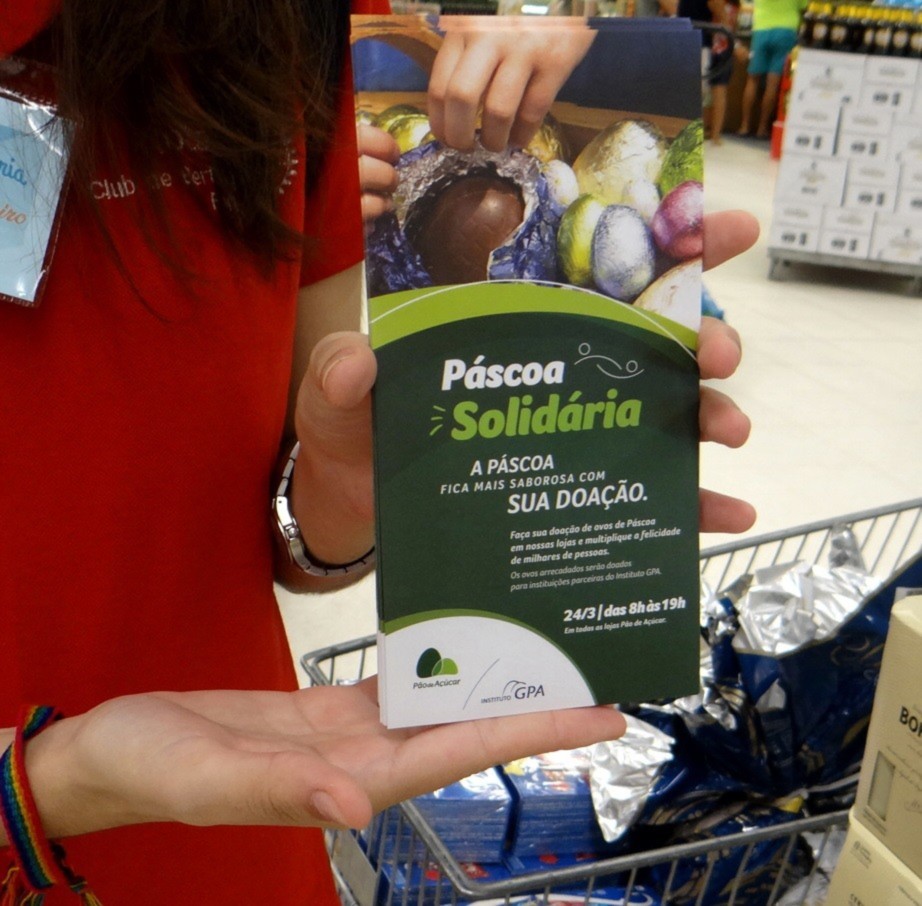 Páscoa
Solidária
A PÁSCOA
FICA MAIS SABOROSA COM
SUA DOAÇÃO.
Faça sua doação de ovos de Páscoa
em nossas lojas e multiplique a felicidade
de milhares de pessoas.
Os ovos arrecadados serão doados
para instituições parceiras do Instituto GPA.
24/3 | das 8h às 19h
Em todas as lojas Pão de Açúcar.
Pão de Açúcar
INSTITUTO GPA
Club